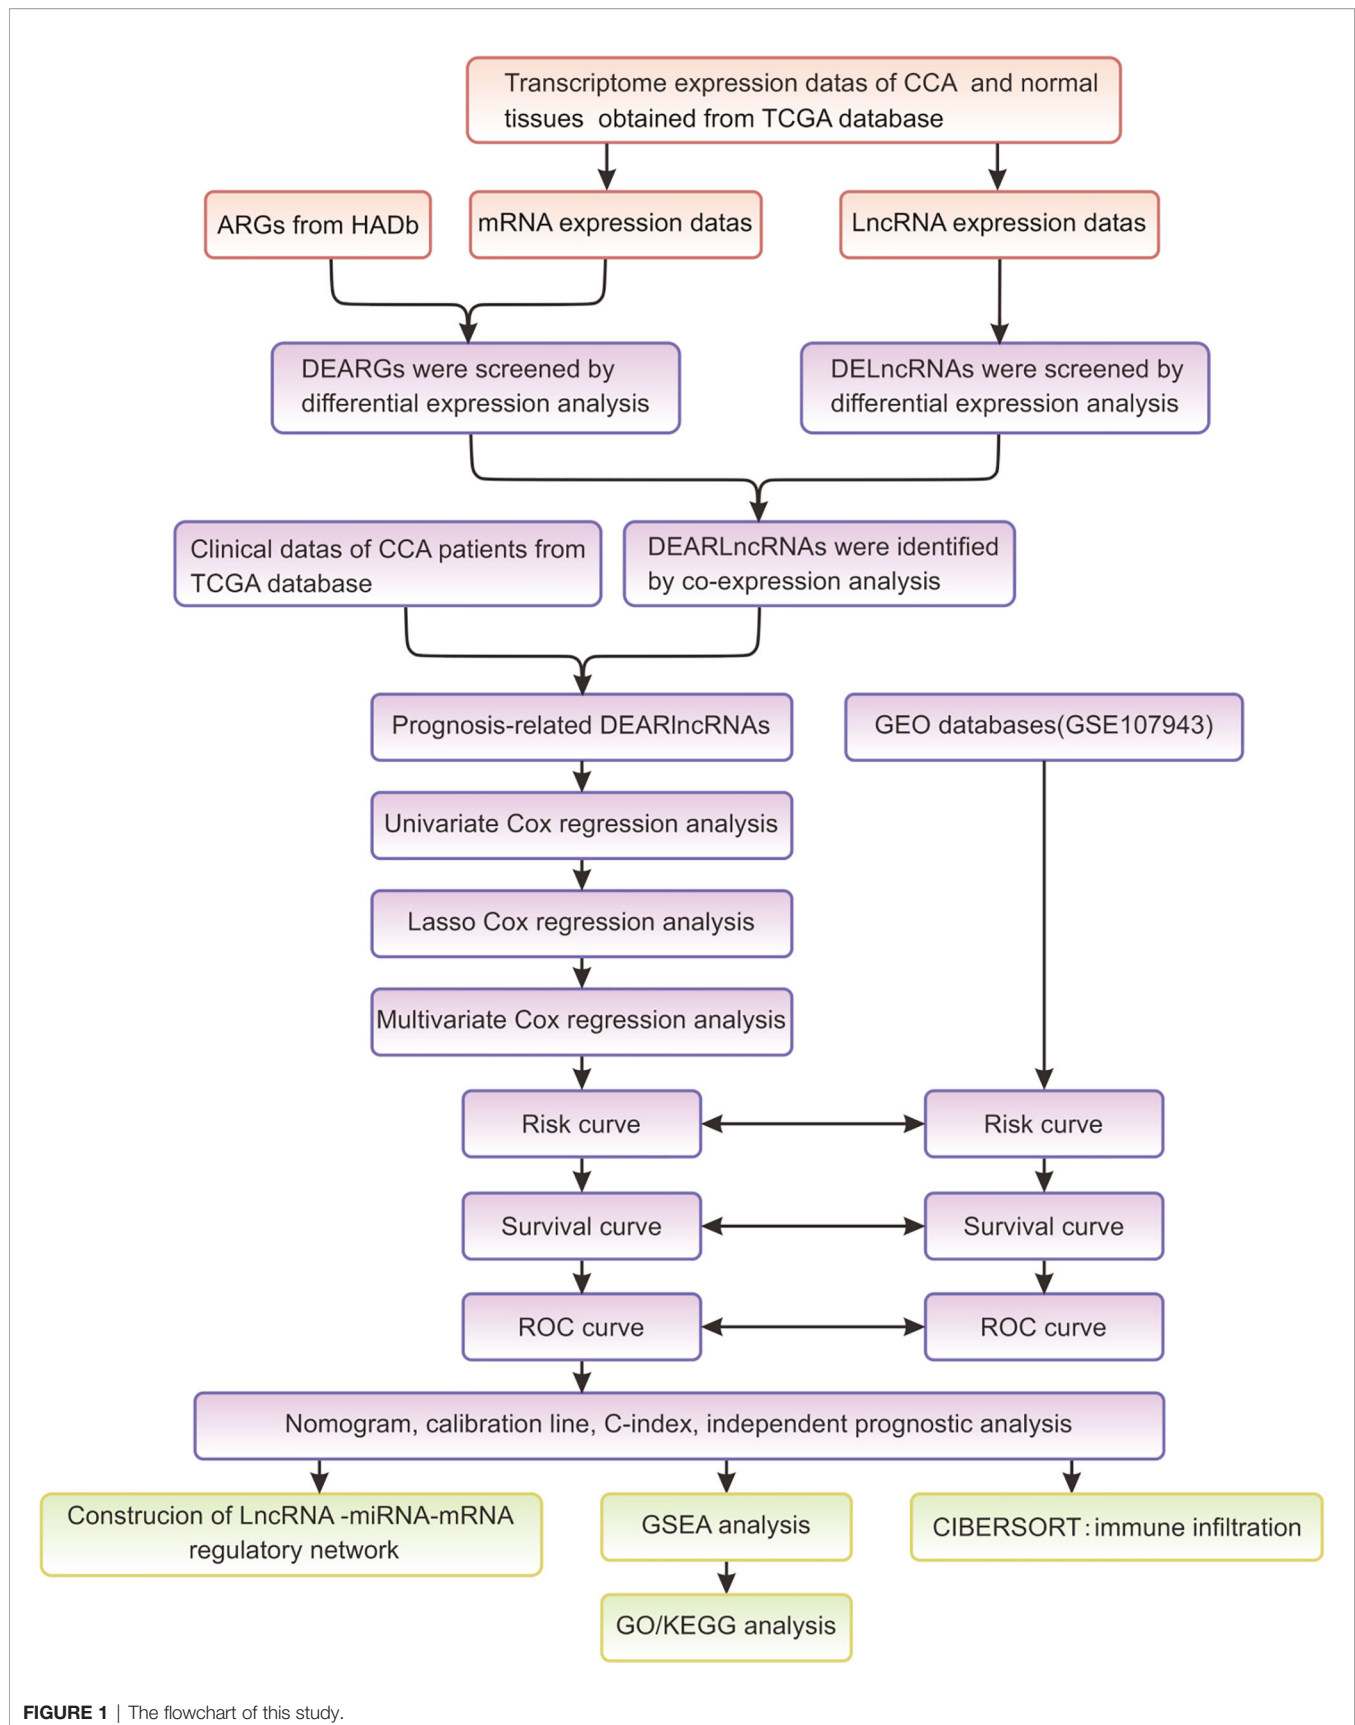 Transcriptome expression datas of CCA and normal
tissues obtained from TCGA database
ARGs from HADb
mRNA expression datas
LncRNA expression datas
DEARGs were screened by
differential expression analysis
DELncRNAs were screened by
differential expression analysis
Clinical datas of CCA patients from
TCGA database
DEARLncRNAs were identified
by co-expression analysis
Prognosis-related DEARlncRNAs
GEO databases(GSE107943)
Univariate Cox regression analysis
Lasso Cox regression analysis
Multivariate Cox regression analysis
Risk curve
Risk curve
Survival curve
Survival curve
ROC curve
ROC curve
Nomogram, calibration line, C-index, independent prognostic analysis
Construcion of LncRNA -miRNA-mRNA
regulatory network
GSEA analysis
CIBERSORT: immune infiltration
GO/KEGG analysis
FIGURE 1 | The flowchart of this study.